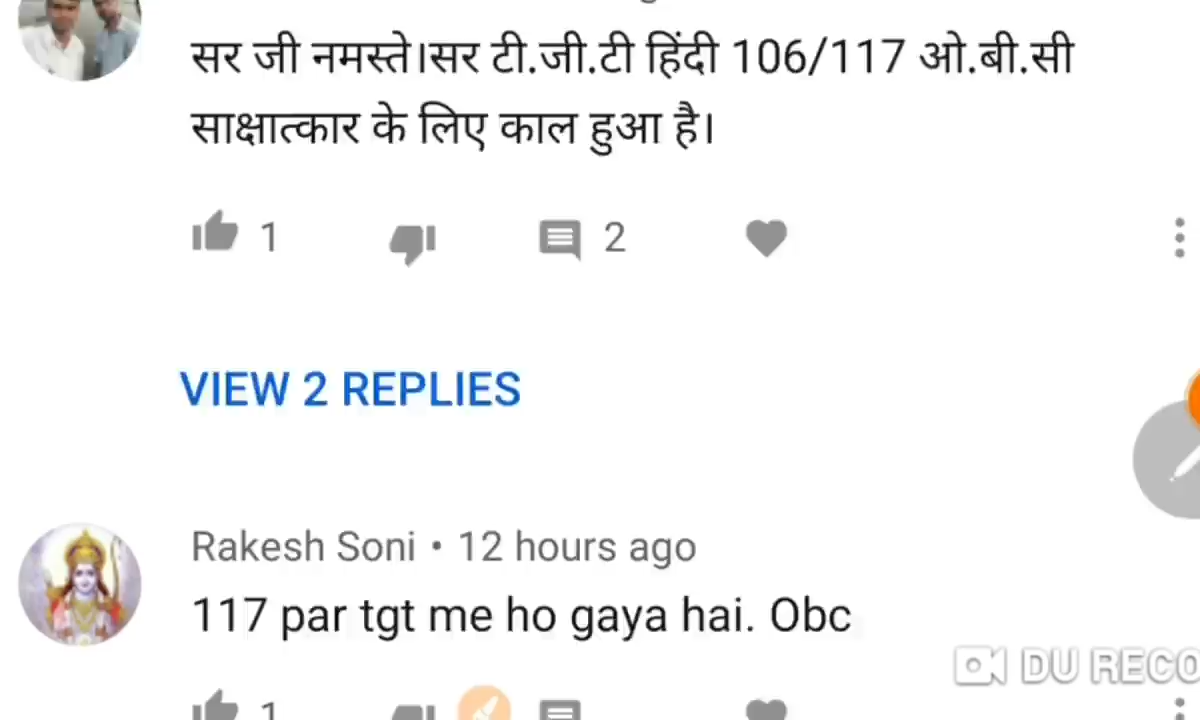 सर जी नमस्ते।सर टी.जी.टी हिंदी 106/117 ओ.बी.सी
साक्षात्कार के लिए काल हुआ है।
1 2
VIEW 2 REPLIES
Rakesh Soni • 12 hours ago
117 par tgt me ho gaya hai. Obc
DU RECO
1